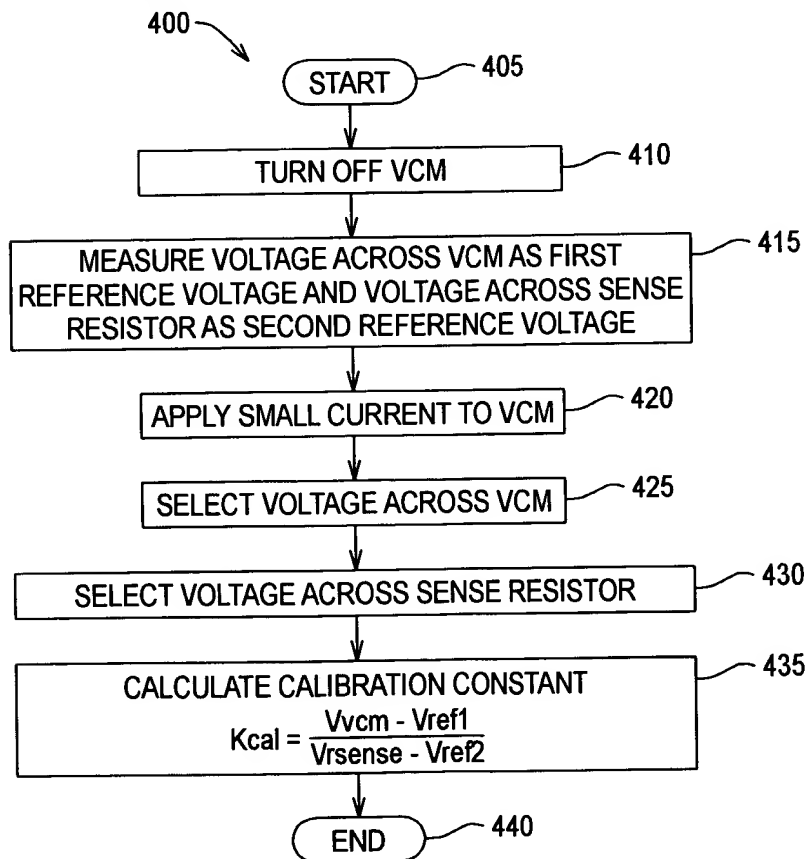 400
START
405
TURN OFF VCM
410
MEASURE VOLTAGE ACROSS VCM AS FIRST
REFERENCE VOLTAGE AND VOLTAGE ACROSS SENSE
RESISTOR AS SECOND REFERENCE VOLTAGE
415
APPLY SMALL CURRENT TO VCM
420
SELECT VOLTAGE ACROSS VCM
425
SELECT VOLTAGE ACROSS SENSE RESISTOR
430
CALCULATE CALIBRATION CONSTANT
Kcal = Vvcm - Vref1
Vrsense - Vref2
435
END
440